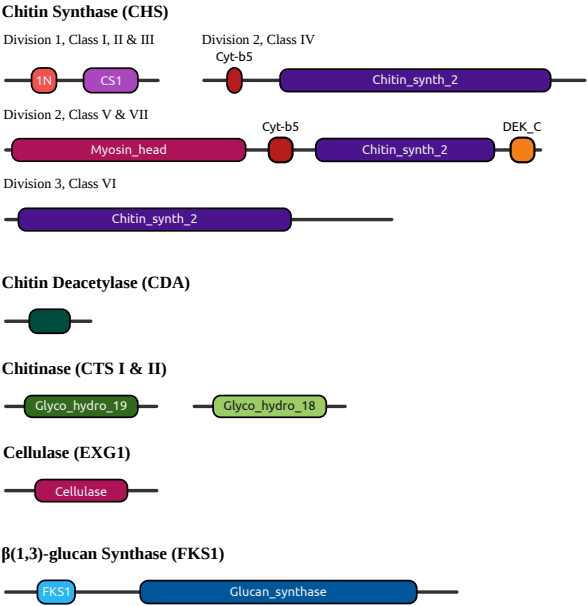 Chitin Synthase (CHS)
Division 1, Class I, II & III
Division 2, Class IV
Cyt-b5
1N
CS1
Chitin_synth_2
Division 2, Class V & VII
Cyt-b5
DEK_C
Myosin_head
Chitin_synth_2
Division 3, Class VI
Chitin_synth_2
Chitin Deacetylase (CDA)
Chitinase (CTS I & II)
Glyco_hydro_19
Glyco_hydro_18
Cellulase (EXG1)
Cellulase
β(1,3)-glucan Synthase (FKS1)
FKS1
Glucan_synthase